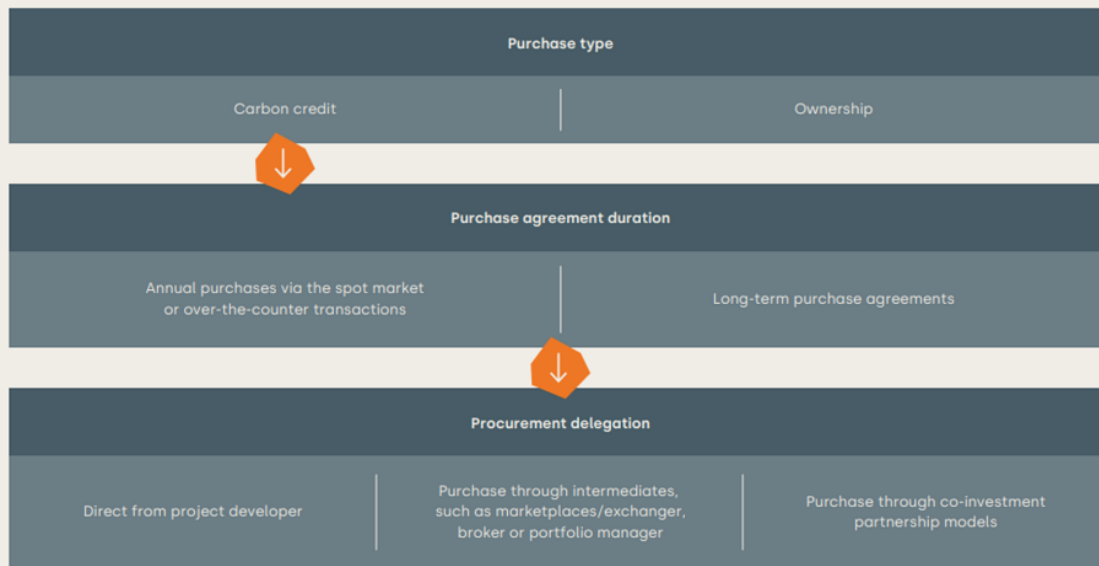 Purchase type
Carbon credit
Ownership
Purchase agreement duration
Annual purchases via the spot market
or over-the-counter transactions
Long-term purchase agreements
Procurement delegation
Direct from project developer
Purchase through intermediates,
such as marketplaces/exchanger,
broker or portfolio manager
Purchase through co-investment
partnership models